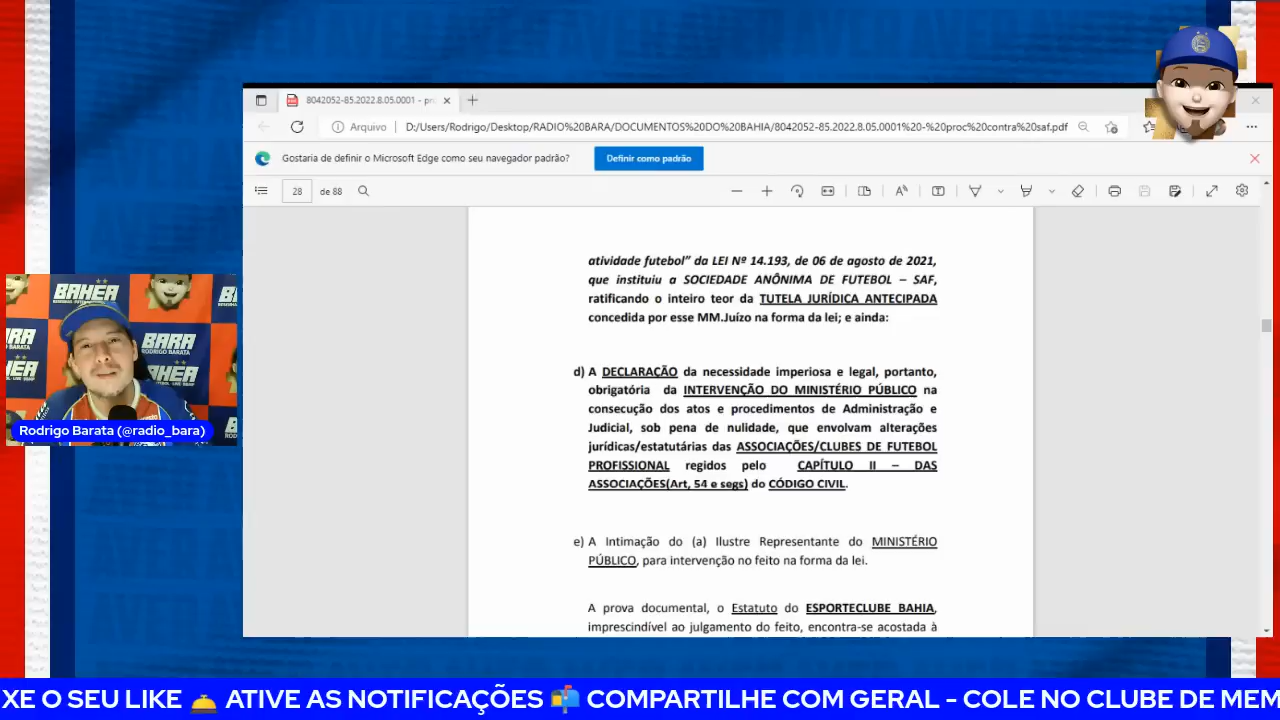 8042052-85.2022.8.05.0001 - pr
Arquivo
D:/Users/Rodrigo/Desktop/RADIO%20BARA/DOCUMENTOS%20DO%20BAHIA/8042052-85.2022.8.05.0001%20-%20proc%20contra%20saf.pdf
Gostaria de definir o Microsoft Edge como seu navegador padrão?
Definir como padrão
28 de 88
atividade futebol” da LEI Nº 14.193, de 06 de agosto de 2021,
que instituiu a SOCIEDADE ANÔNIMA DE FUTEBOL – SAF,
ratificando o inteiro teor da TUTELA JURÍDICA ANTECIPADA
concedida por esse MM.Juízo na forma da lei; e ainda:
d) A DECLARAÇÃO da necessidade imperiosa e legal, portanto,
obrigatória da INTERVENÇÃO DO MINISTÉRIO PÚBLICO na
consecução dos atos e procedimentos de Administração e
Judicial, sob pena de nulidade, que envolvam alterações
jurídicas/estatutárias das ASSOCIAÇÕES/CLUBES DE FUTEBOL
PROFISSIONAL regidos pelo CAPÍTULO II – DAS
ASSOCIAÇÕES(Art, 54 e segs) do CÓDIGO CIVIL.
e) A Intimação do (a) Ilustre Representante do MINISTÉRIO
PÚBLICO, para intervenção no feito na forma da lei.
A prova documental, o Estatuto do ESPORTECLUBE BAHIA,
imprescindível ao julgamento do feito, encontra-se acostada à
BAHEA
BARA
RODRIGO BARATA
Rodrigo Barata (@radio_bara)
XE O SEU LIKE 🛎️ ATIVE AS NOTIFICAÇÕES 📬 COMPARTILHE COM GERAL - COLE NO CLUBE DE MEM